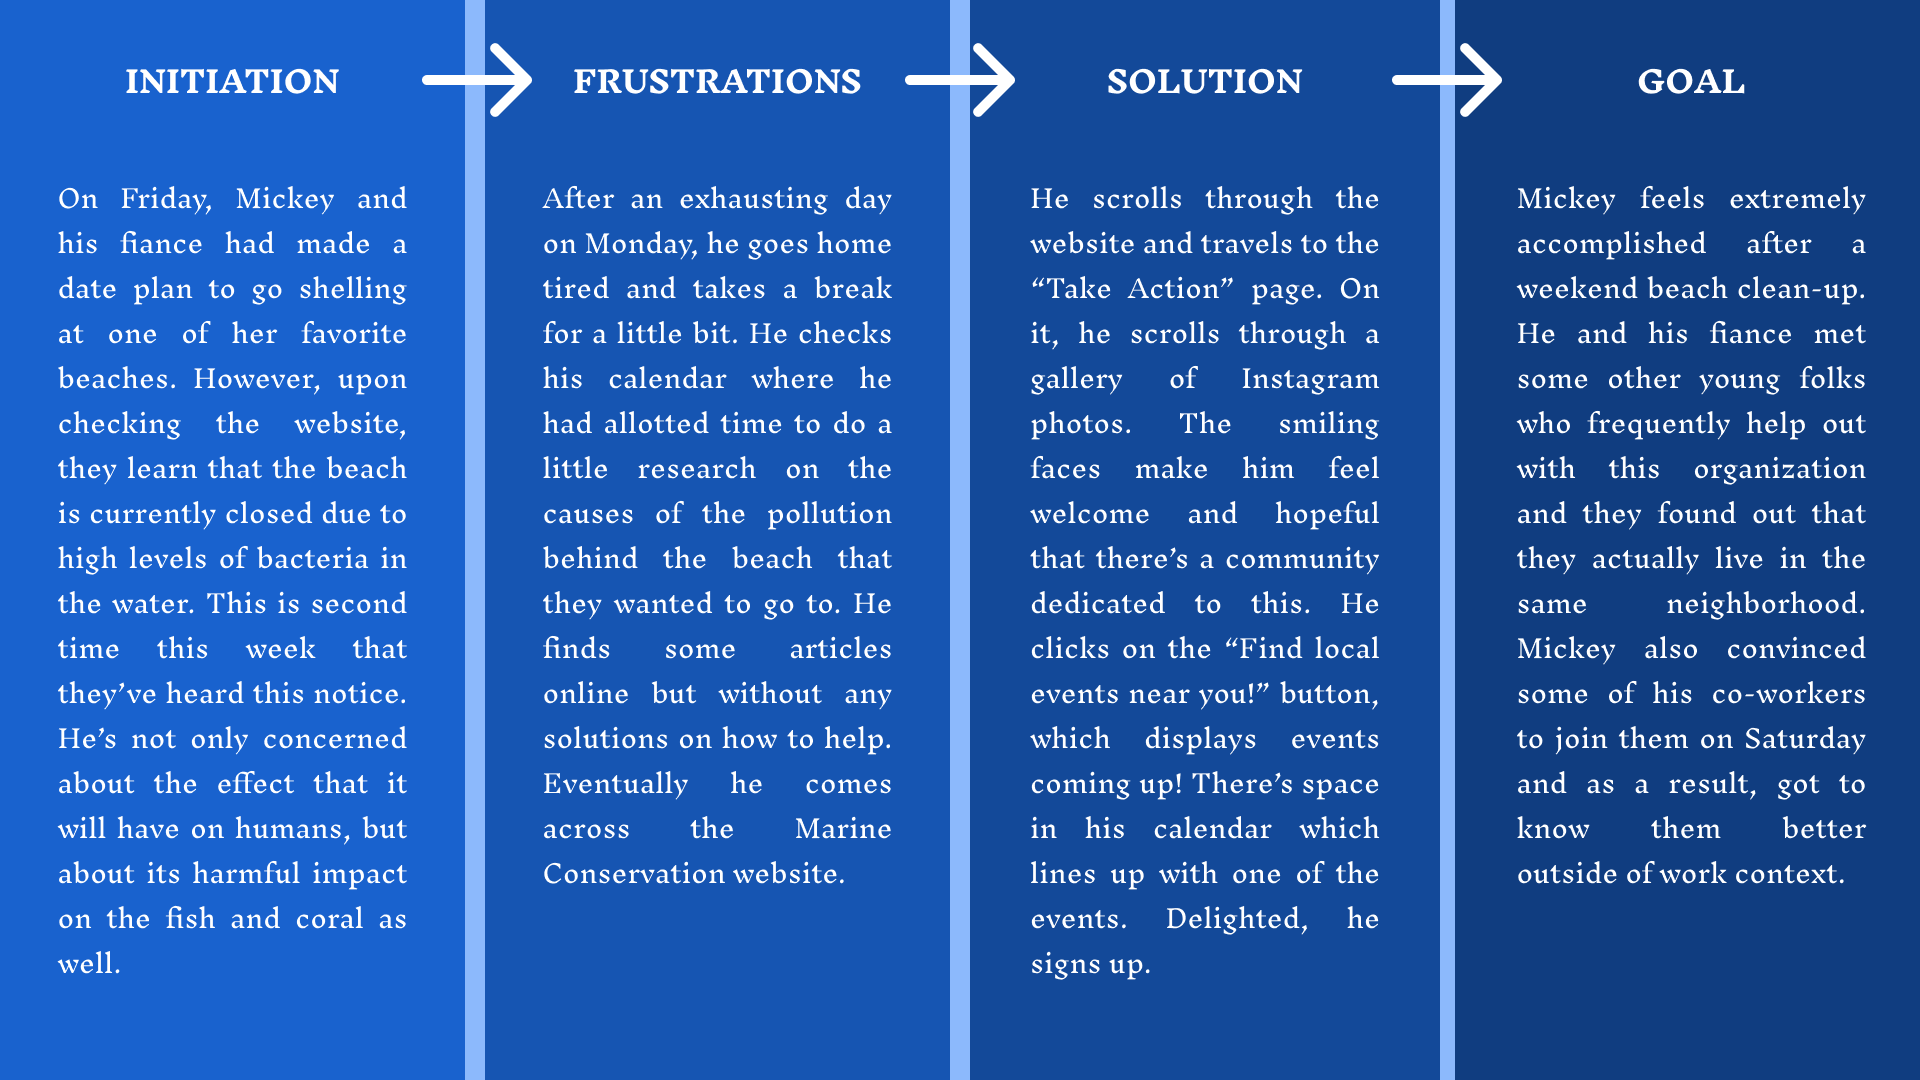 INITIATION
On Friday, Mickey and
his fiance had made a
date plan to go shelling
at one of her favorite
beaches. However, upon
checking the website,
they learn that the beach
is currently closed due to
high levels of bacteria in
the water. This is second
time this week that
they’ve heard this notice.
He’s not only concerned
about the effect that it
will have on humans, but
about its harmful impact
on the fish and coral as
well.
FRUSTRATIONS
After an exhausting day
on Monday, he goes home
tired and takes a break
for a little bit. He checks
his calendar where he
had allotted time to do a
little research on the
causes of the pollution
behind the beach that
they wanted to go to. He
finds some articles
online but without any
solutions on how to help.
Eventually he comes
across the Marine
Conservation website.
SOLUTION
He scrolls through the
website and travels to the
“Take Action” page. On
it, he scrolls through a
gallery of Instagram
photos. The smiling
faces make him feel
welcome and hopeful
that there’s a community
dedicated to this. He
clicks on the “Find local
events near you!” button,
which displays events
coming up! There’s space
in his calendar which
lines up with one of the
events. Delighted, he
signs up.
GOAL
Mickey feels extremely
accomplished after a
weekend beach clean-up.
He and his fiance met
some other young folks
who frequently help out
with this organization
and they found out that
they actually live in the
same neighborhood.
Mickey also convinced
some of his co-workers
to join them on Saturday
and as a result, got to
know them better
outside of work context.